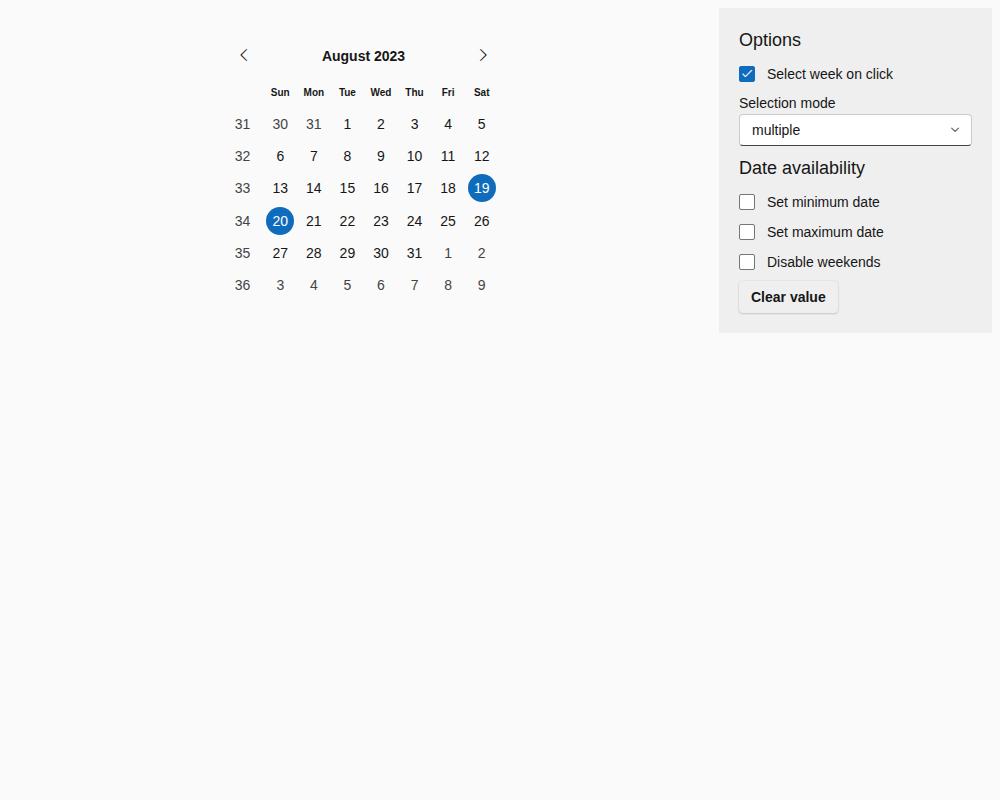 August 2023
Sun Mon Tue Wed Thu Fri Sat
31 30 31 1 2 3 4 5
32 6 7 8 9 10 11 12
33 13 14 15 16 17 18 19
34 20 21 22 23 24 25 26
35 27 28 29 30 31 1 2
36 3 4 5 6 7 8 9
Options
Select week on click
Selection mode
multiple
Date availability
Set minimum date
Set maximum date
Disable weekends
Clear value